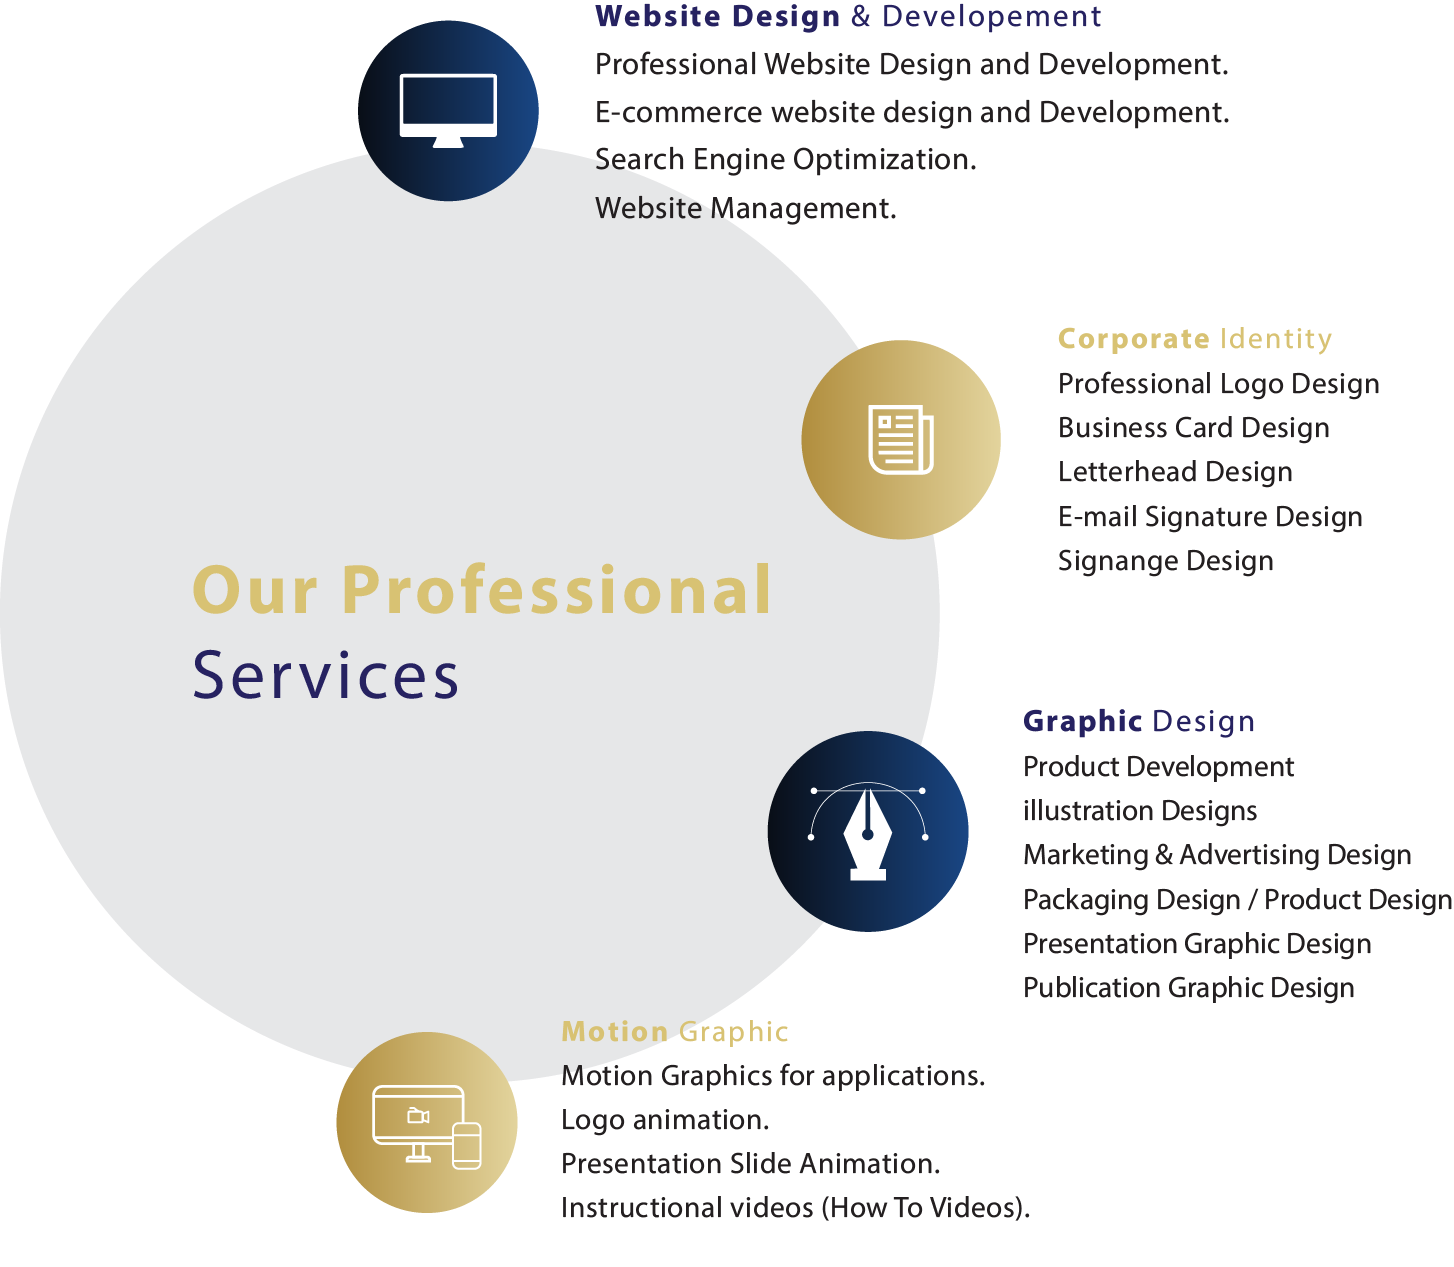 Website Design & Developement
Professional Website Design and Development.
E-commerce website design and Development.
Search Engine Optimization.
Website Management.
Corporate Identity
Professional Logo Design
Business Card Design
Letterhead Design
E-mail Signature Design
Signange Design
Our Professional
Services
Graphic Design
Product Development
illustration Designs
Marketing & Advertising Design
Packaging Design / Product Design
Presentation Graphic Design
Publication Graphic Design
Motion Graphic
Motion Graphics for applications.
Logo animation.
Presentation Slide Animation.
Instructional videos (How To Videos).